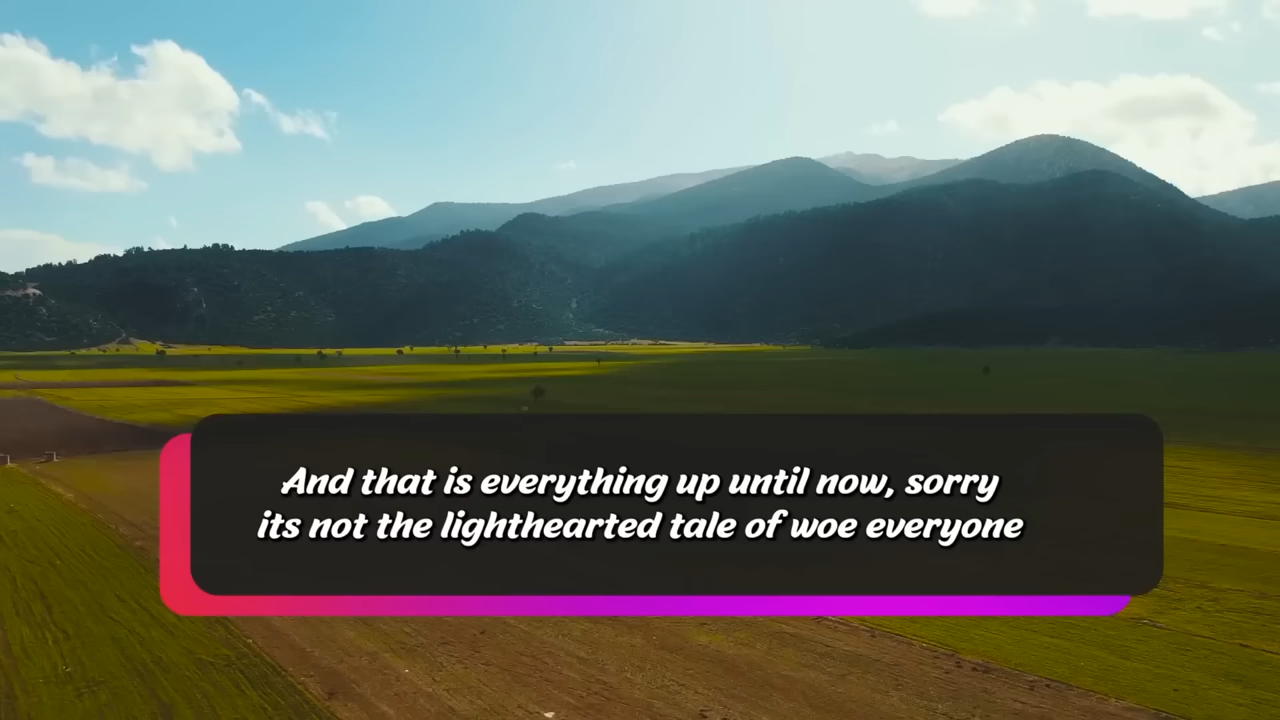 And that is everything up until now, sorry
its not the lighthearted tale of woe everyone